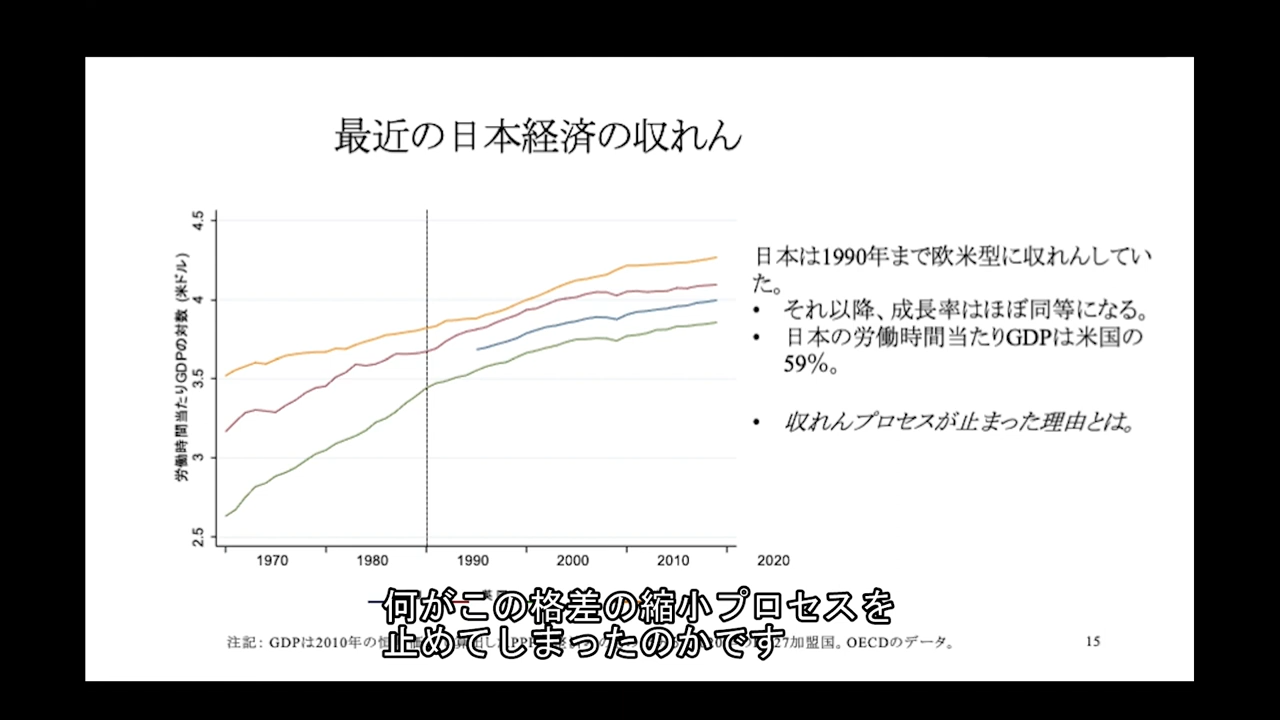 最近の日本経済の収れん
労働時間当たりGDPの対数 (米ドル)
4.5
4
3.5
3
2.5
1970 1980 1990 2000 2010 2020
日本は1990年まで欧米型に収れんしてい
た。
• それ以降、成長率はほぼ同等になる。
• 日本の労働時間当たりGDPは米国の
59%。
• 収れんプロセスが止まった理由とは。
何がこの格差の縮小プロセスを
止めてしまったのかです
注記: GDPは2010年の 27加盟国。OECDのデータ。
15